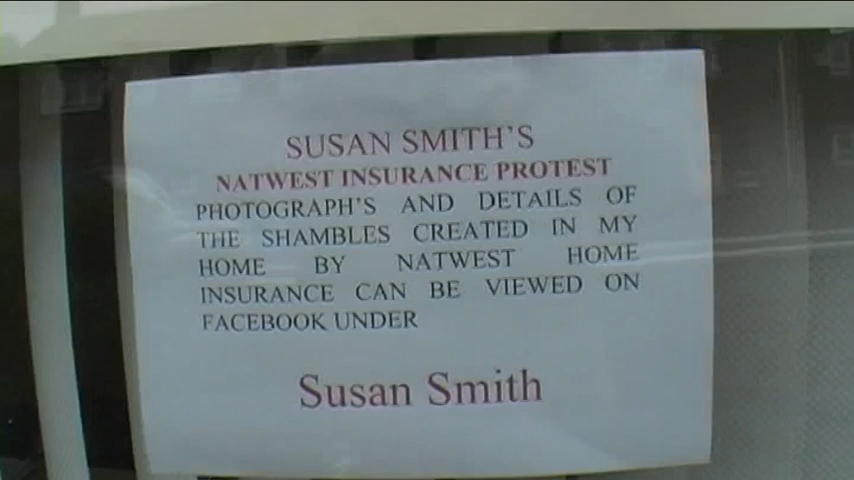 SUSAN SMITH'S
NATWEST INSURANCE PROTEST
PHOTOGRAPH'S AND DETAILS OF
THE SHAMBLES CREATED IN MY
HOME BY NATWEST HOME
INSURANCE CAN BE VIEWED ON
FACEBOOK UNDER
Susan Smith